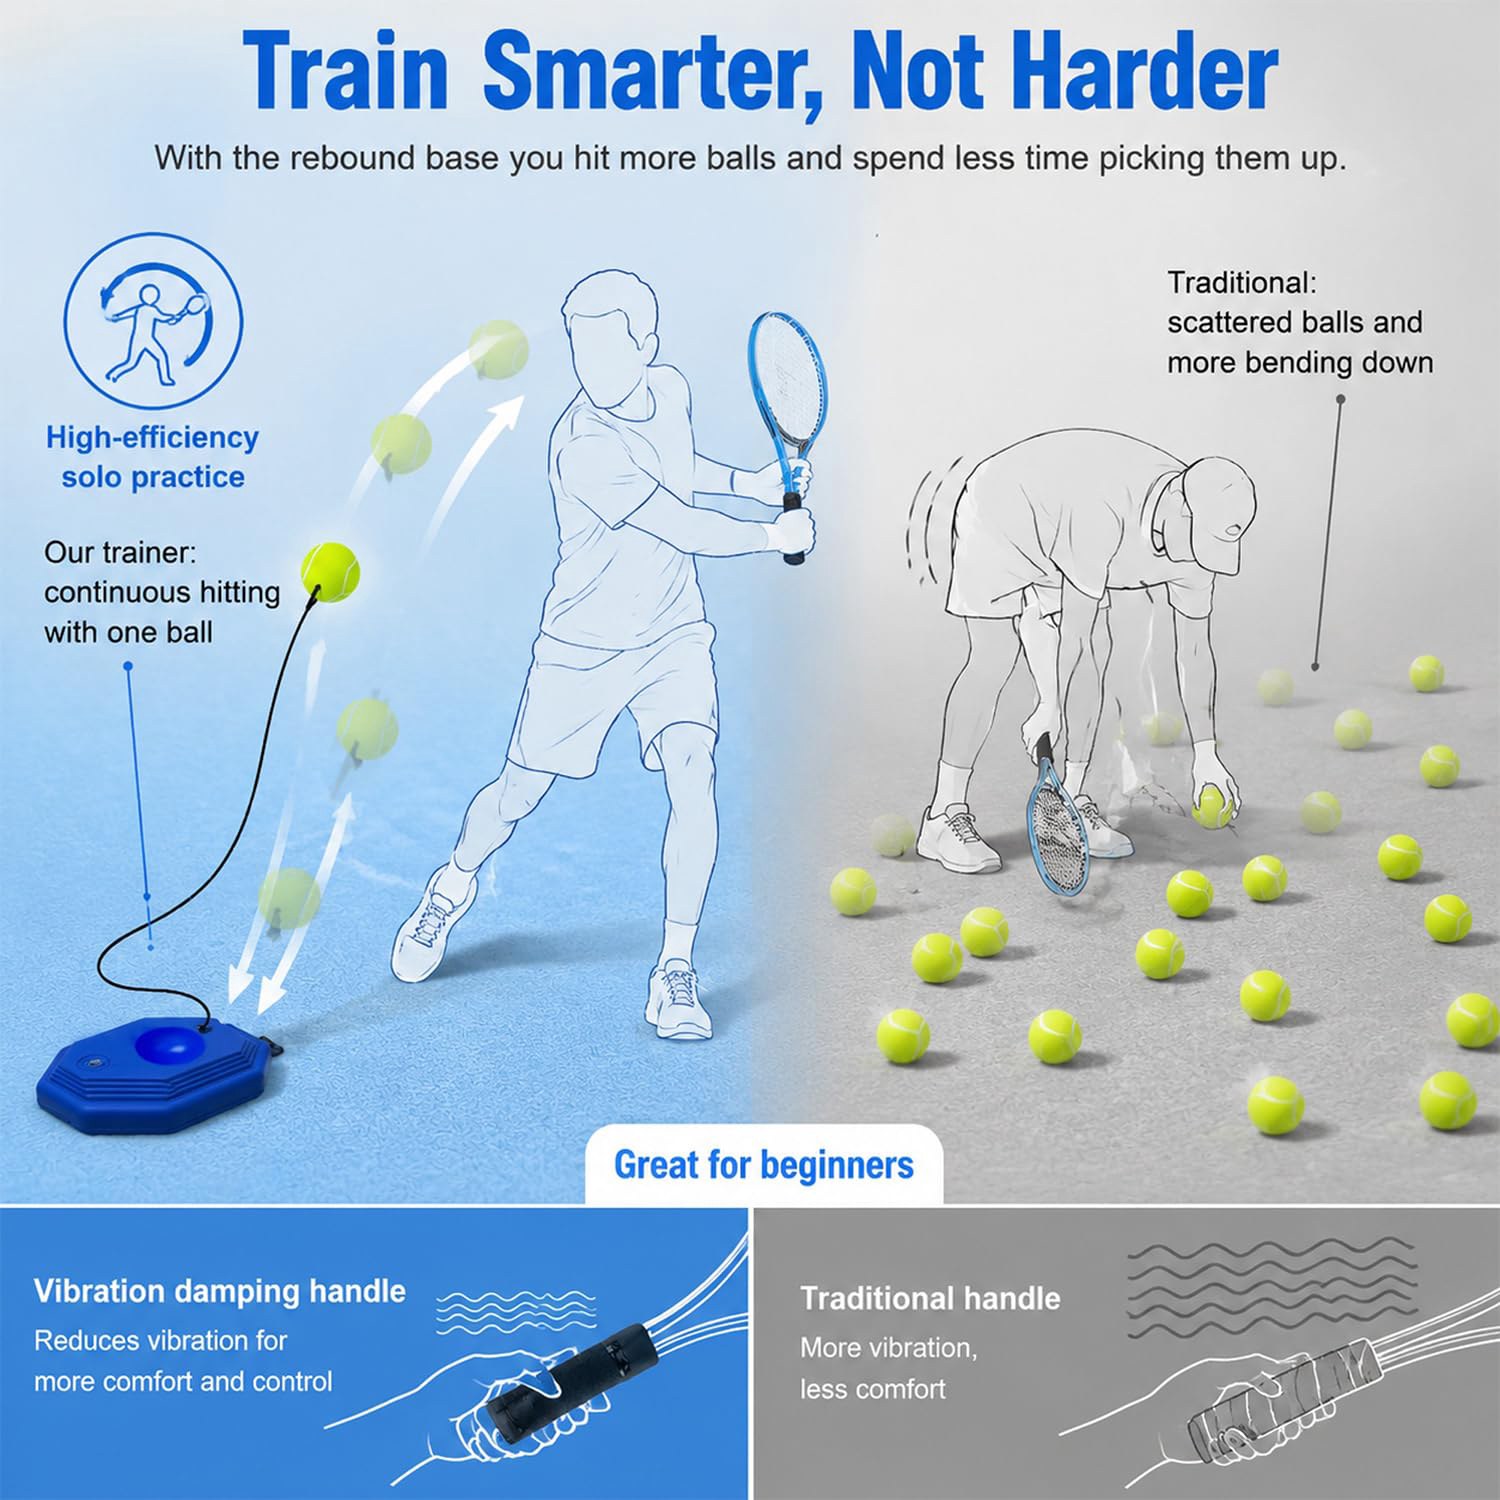 Train Smarter, Not Harder
With the rebound base you hit more balls and spend less time picking them up.
High-efficiency
solo practice
Our trainer:
continuous hitting
with one ball
Traditional:
scattered balls and
more bending down
Great for beginners
Vibration damping handle
Reduces vibration for
more comfort and control
Traditional handle
More vibration,
less comfort